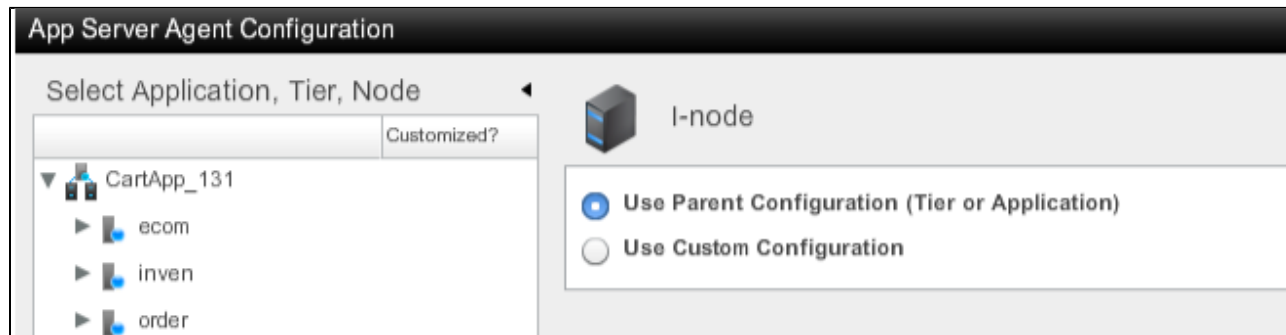 App Server Agent Configuration
Select Application, Tier, Node
Customized?
CartApp_131
ecom
inven
order
I-node
Use Parent Configuration (Tier or Application)
Use Custom Configuration